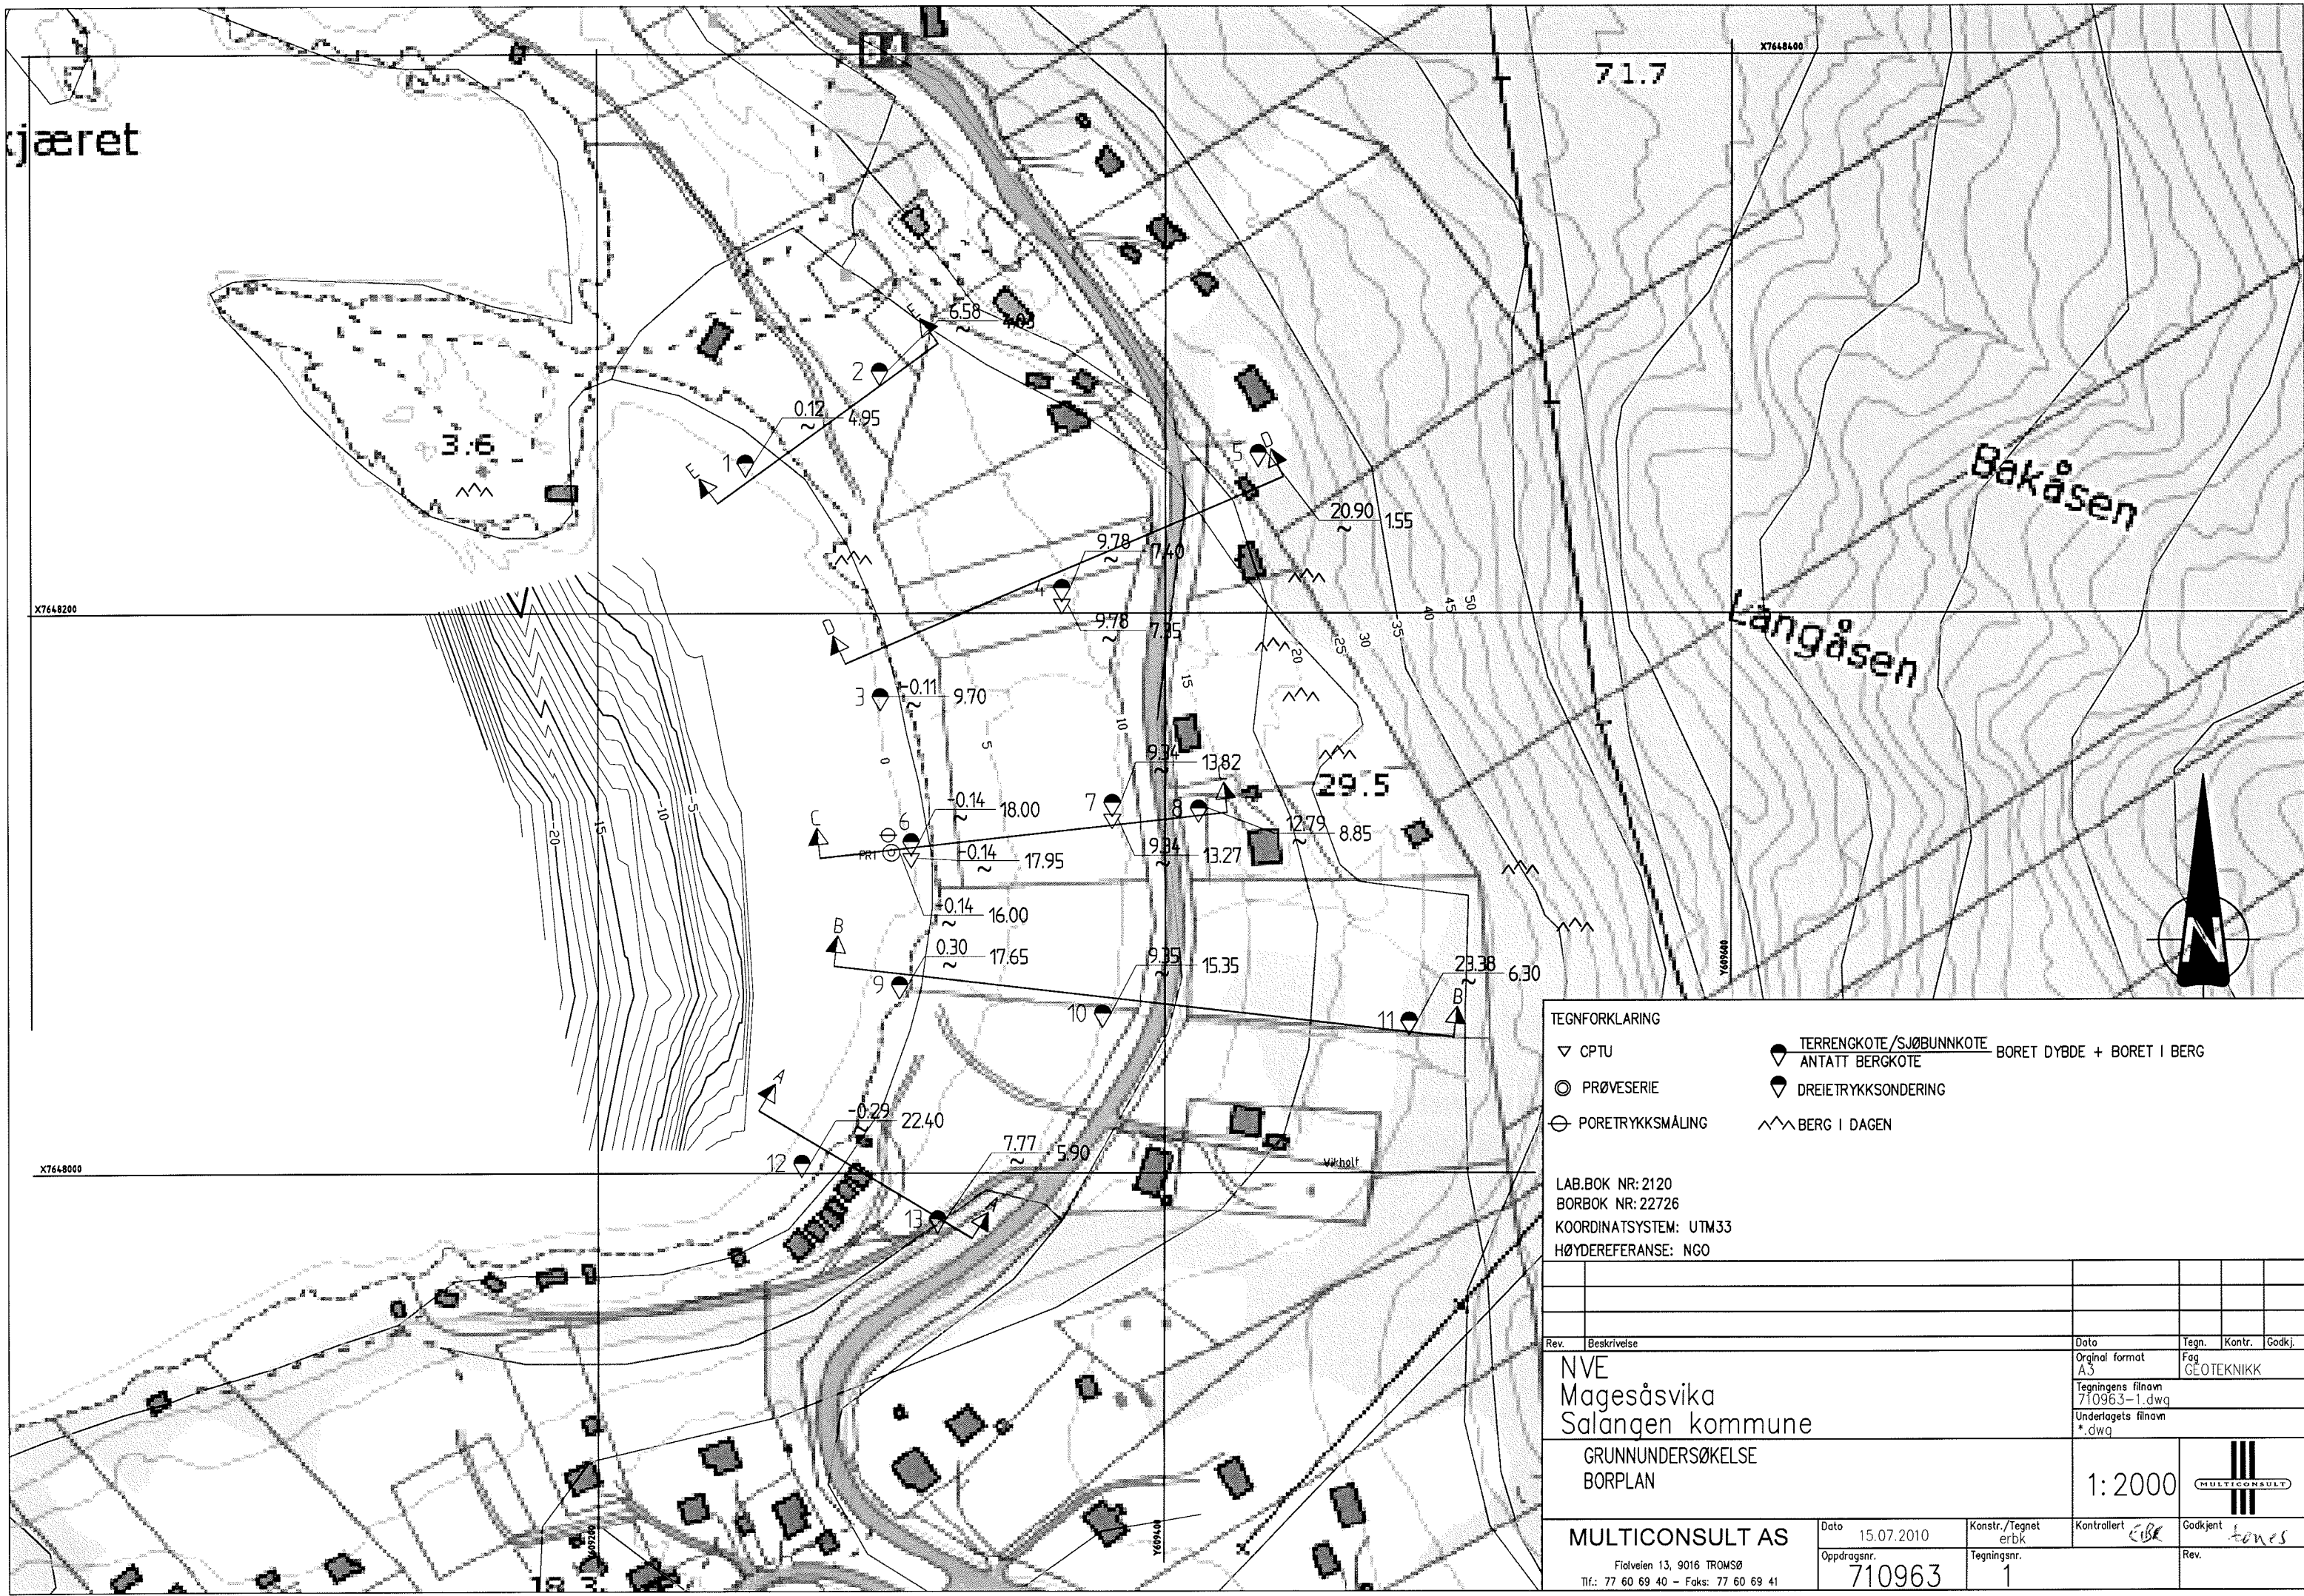 X7648400
71.7
kjæret
6.58
4.03
E
2
0.12
4.95
3.6
1
E
5
D
Bakåsen
20.90
1.55
9.78
7.40
4
X7648200
9.78
7.35
D
50
45
40
35
30
25
20
15
Langåsen
3
-0.11
9.70
10
5
0
9.34
13.82
29.5
-5
-10
-15
-20
C
6
-0.14
18.00
7
8
PR1
-0.14
17.95
9.34
13.27
12.79
8.85
-0.14
16.00
B
0.30
17.65
9
9.35
15.35
10
23.38
6.30
11
B
Y609600
N
A
-0.29
22.40
12
7.77
5.90
X7648000
Vikholt
13
A
Y609400
TEGNFORKLARING
CPTU
TERRENGKOTE/SJØBUNNKOTE
ANTATT BERGKOTE
BORET DYBDE + BORET I BERG
PRØVESERIE
DREIETRYKKSONDERING
PORETRYKKSMÅLING
BERG I DAGEN
LAB.BOK NR: 2120
BORBOK NR: 22726
KOORDINATSYSTEM: UTM33
HØYDEREFERANSE: NGO
Rev. Beskrivelse Dato Tegn. Kontr. Godkj.
NVE
Magesåsvika
Salangen kommune
Orginal format
A3
Fag
GEOTEKNIKK
Tegningens filnavn
710963-1.dwg
Underlagets filnavn
*.dwg
GRUNNUNDERSØKELSE
BORPLAN
1:2000
MULTICONSULT
MULTICONSULT AS
Fiolveien 13, 9016 TROMSØ
Tlf.: 77 60 69 40 - Faks: 77 60 69 41
Dato
15.07.2010
Konstr./Tegnet
erbk
Kontrollert
Godkjent
Oppdragsnr.
710963
Tegningsnr.
1
Rev.